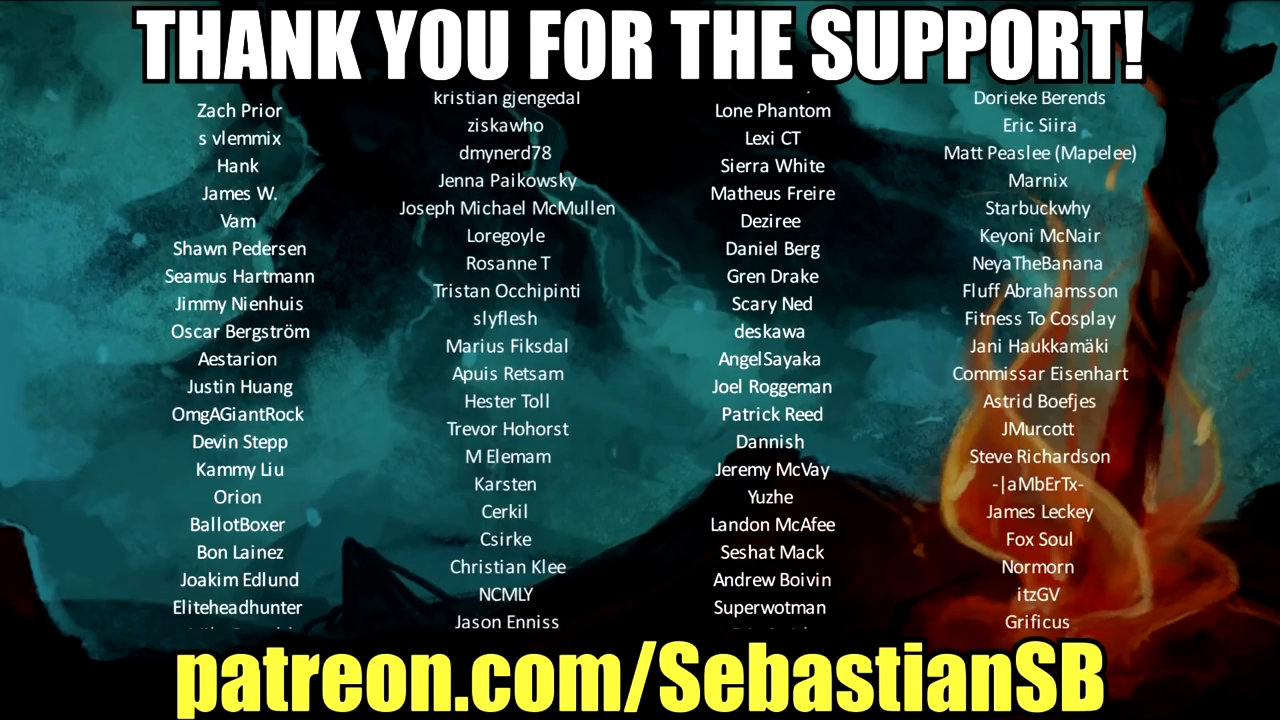 THANK YOU FOR THE SUPPORT!
Zach Prior
s vlemmix
Hank
James W.
Vam
Shawn Pedersen
Seamus Hartmann
Jimmy Nienhuis
Oscar Bergström
Aestarion
Justin Huang
OmgAGiantRock
Devin Stepp
Kammy Liu
Orion
BallotBoxer
Bon Lainez
Joakim Edlund
Eliteheadhunter
kristian gjengedal
ziskawho
dmynerd78
Jenna Paikowsky
Joseph Michael McMullen
Loregoyle
Rosanne T
Tristan Occhipinti
slyflesh
Marius Fiksdal
Apuis Retsam
Hester Toll
Trevor Hohorst
M Elemam
Karsten
Cerkil
Csirke
Christian Klee
NCMLY
Jason Enniss
Lone Phantom
Lexi CT
Sierra White
Matheus Freire
Deziree
Daniel Berg
Gren Drake
Scary Ned
deskawa
AngelSayaka
Joel Roggeman
Patrick Reed
Dannish
Jeremy McVay
Yuzhe
Landon McAfee
Seshat Mack
Andrew Boivin
Superwotman
Dorieke Berends
Eric Siira
Matt Peaslee (Mapelee)
Marnix
Starbuckwhy
Keyoni McNair
NeyaTheBanana
Fluff Abrahamsson
Fitness To Cosplay
Jani Haukkamäki
Commissar Eisenhart
Astrid Boefjes
JMurcott
Steve Richardson
-|aMbErTx-
James Leckey
Fox Soul
Normorn
itzGV
Grificus
patreon.com/SebastianSB